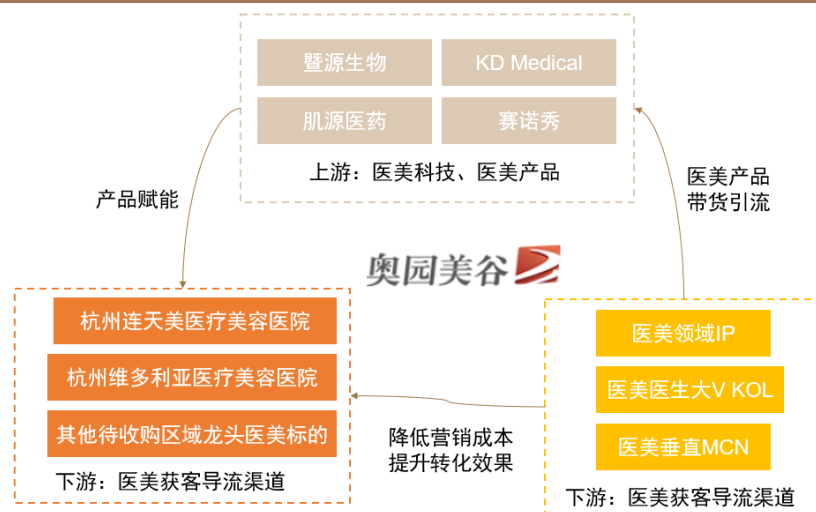 暨源生物
KD Medical
肌源医药
赛诺秀
上游：医美科技、医美产品
产品赋能
医美产品
带货引流
奥园美谷
杭州连天美医疗美容医院
杭州维多利亚医疗美容医院
其他待收购区域龙头医美标的
下游：医美获客导流渠道
降低营销成本
提升转化效果
医美领域IP
医美医生大V KOL
医美垂直MCN
下游：医美获客导流渠道